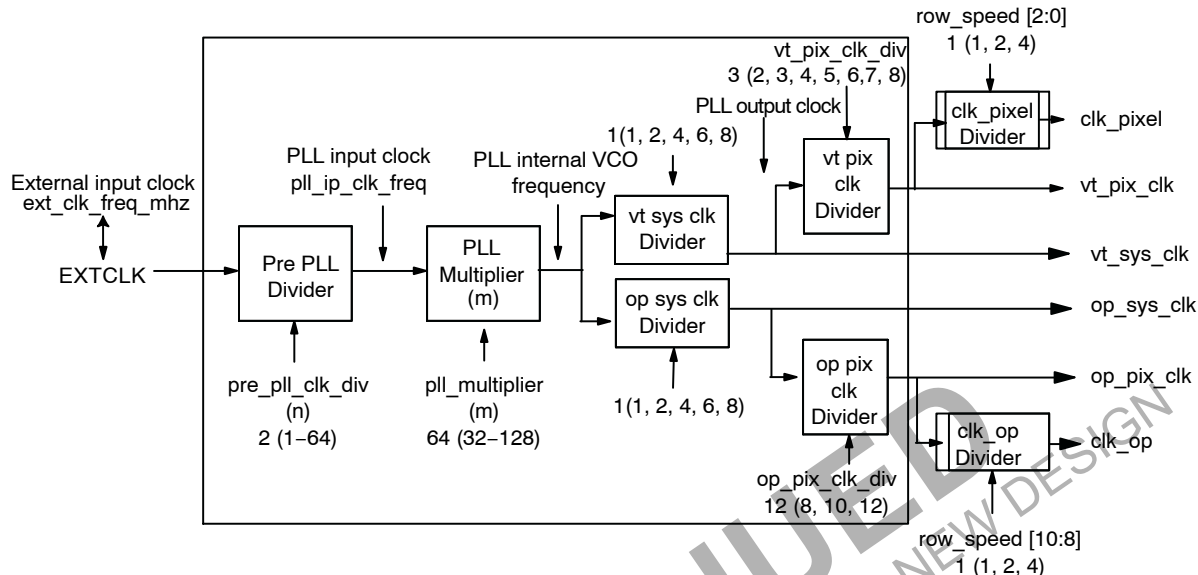 row_speed [2:0]
1 (1, 2, 4)
vt_pix_clk_div
3 (2, 3, 4, 5, 6,7, 8)
PLL output clock
clk_pixel
Divider
clk_pixel
1(1, 2, 4, 6, 8)
PLL input clock
pll_ip_clk_freq
PLL internal VCO
frequency
vt pix
clk
Divider
vt_pix_clk
External input clock
ext_clk_freq_mhz
vt sys clk
Divider
vt_sys_clk
EXTCLK
Pre PLL
Divider
PLL
Multiplier
(m)
op sys clk
Divider
op_sys_clk
op pix
clk
Divider
op_pix_clk
pre_pll_clk_div
(n)
2 (1–64)
pll_multiplier
(m)
64 (32–128)
1(1, 2, 4, 6, 8)
clk_op
Divider
clk_op
op_pix_clk_div
12 (8, 10, 12)
row_speed [10:8]
1 (1, 2, 4)
UED
NEW DESIGN